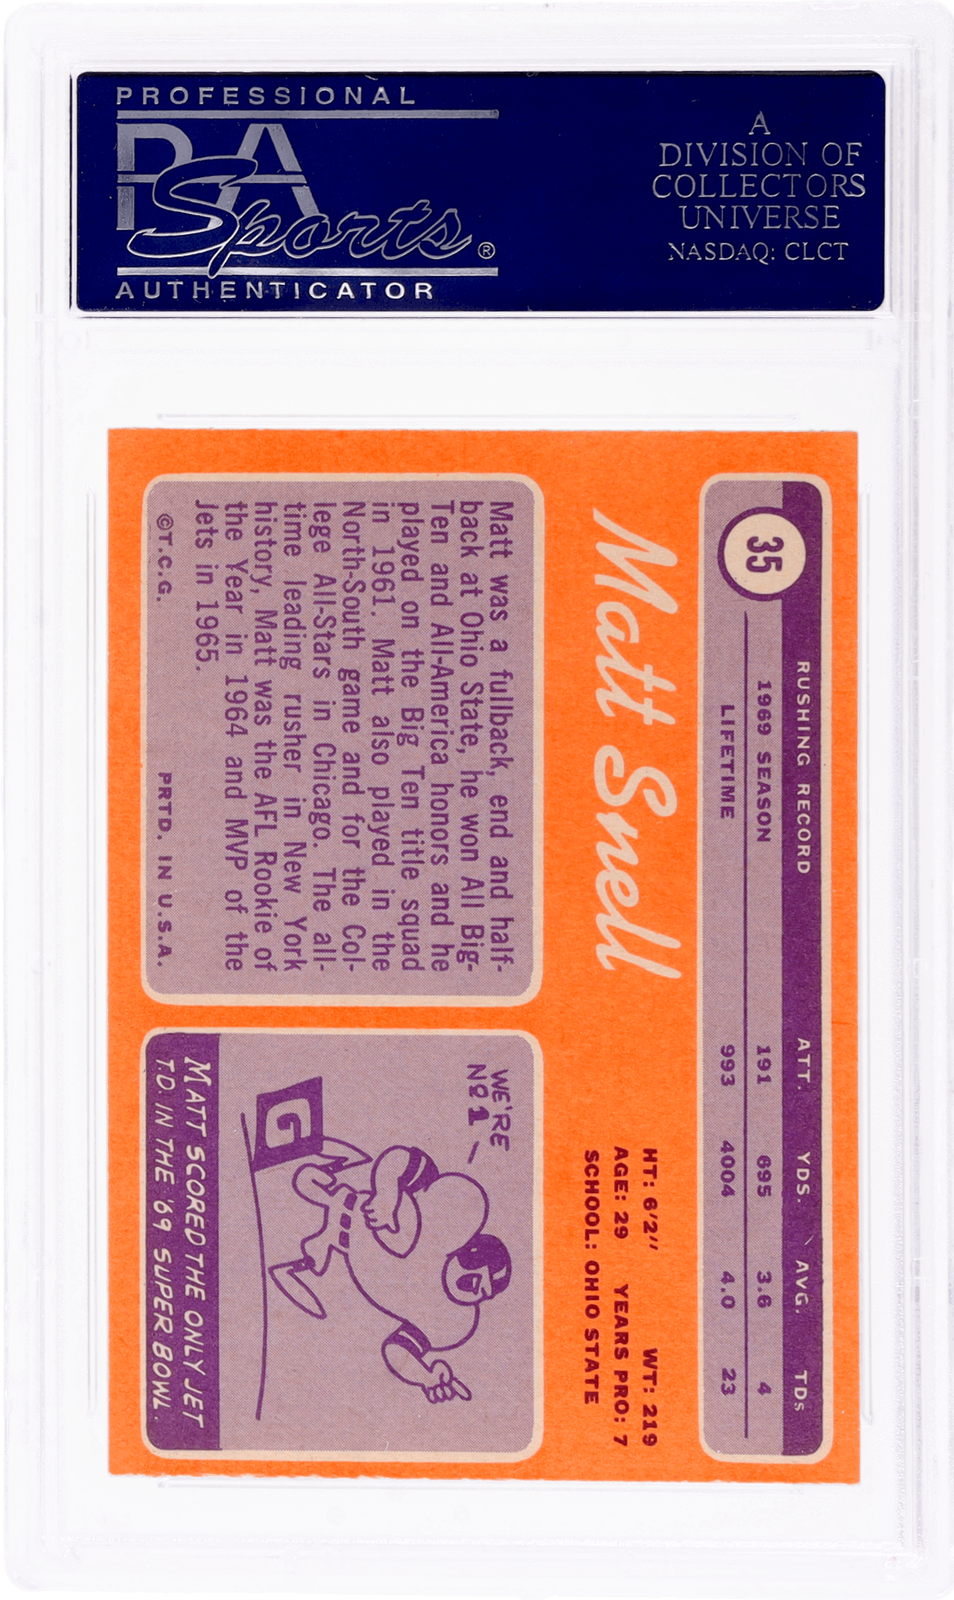 PROFESSIONAL
PSA
Sports®
AUTHENTICATOR
A
DIVISION OF
COLLECTORS
UNIVERSE
NASDAQ: CLCT
35
RUSHING RECORD ATT. YDS. AVG. TDs
1969 SEASON 191 695 3.6 4
LIFETIME 993 4004 4.0 23
Matt Snell
HT: 6'2" WT: 219
AGE: 29 YEARS PRO: 7
SCHOOL: OHIO STATE
Matt was a fullback, end and half-
back at Ohio State, he won All Big-
Ten and All-America honors and he
played on the Big Ten title squad
in 1961. Matt also played in the
North-South game and for the Col-
lege All-Stars in Chicago. The all-
time leading rusher in New York
history, Matt was the AFL Rookie of
the Year in 1964 and MVP of the
Jets in 1965.
©T.C.G. PRTD. IN U.S.A.
WE'RE
No 1
G
MATT SCORED THE ONLY JET
T.D. IN THE '69 SUPER BOWL.